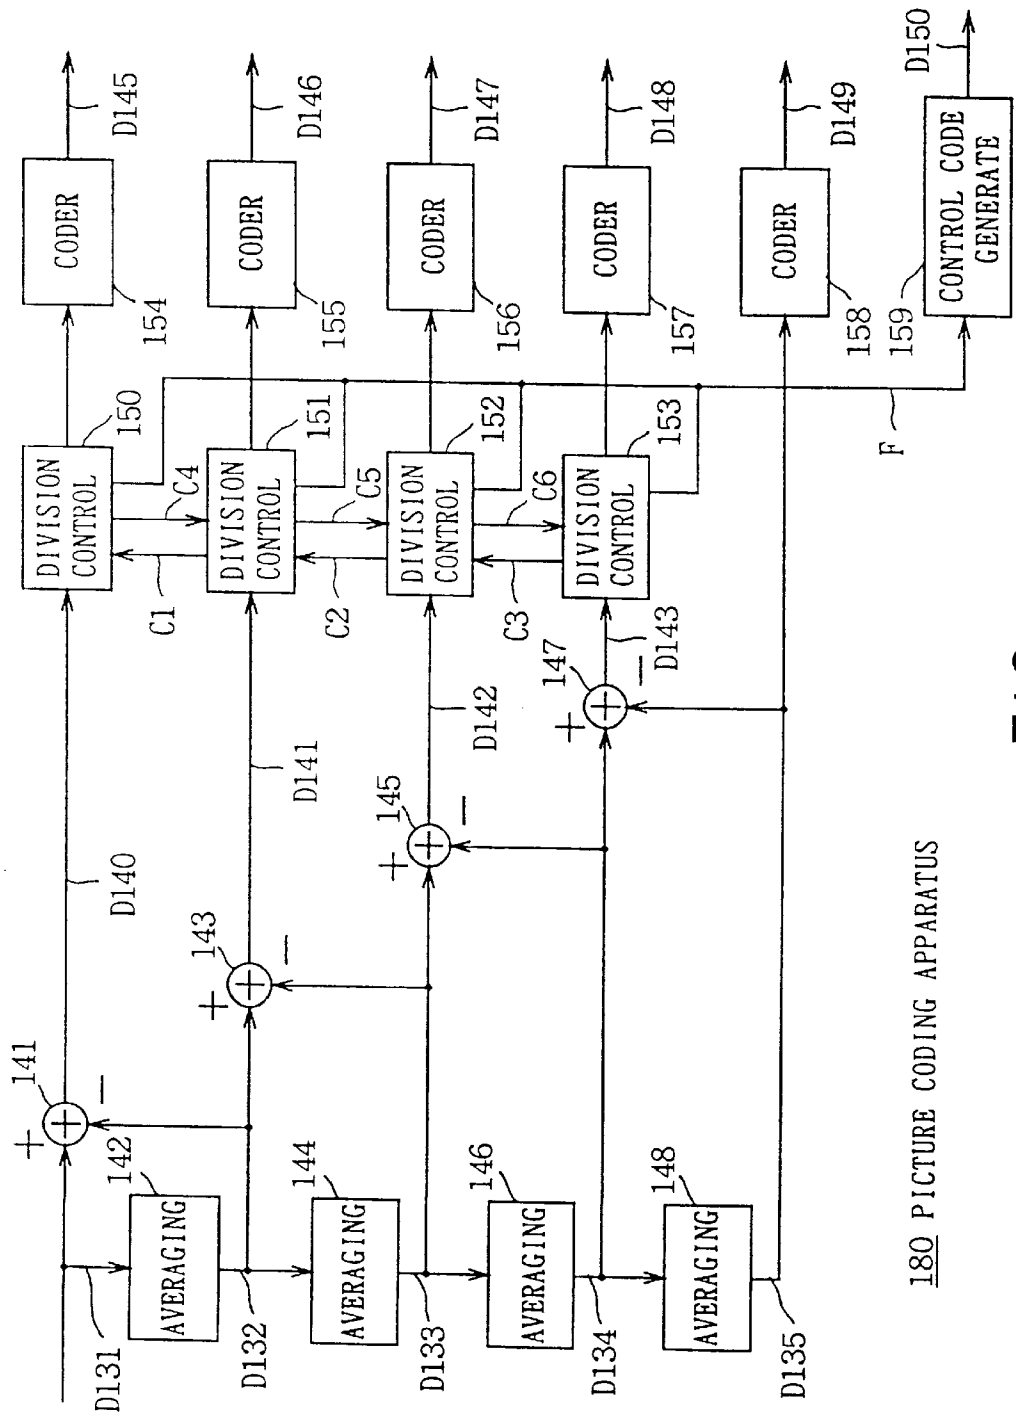 D131
141
+
−
D140
DIVISION
CONTROL
150
CODER
154
D145
C1
C4
AVERAGING
142
D132
143
+
−
D141
DIVISION
CONTROL
151
CODER
155
D146
C2
C5
AVERAGING
144
D133
145
+
−
D142
DIVISION
CONTROL
152
CODER
156
D147
C3
C6
AVERAGING
146
D134
147
+
−
D143
DIVISION
CONTROL
153
CODER
157
D148
AVERAGING
148
D135
CODER
158
D149
F
159
CONTROL CODE
GENERATE
D150
180 PICTURE CODING APPARATUS